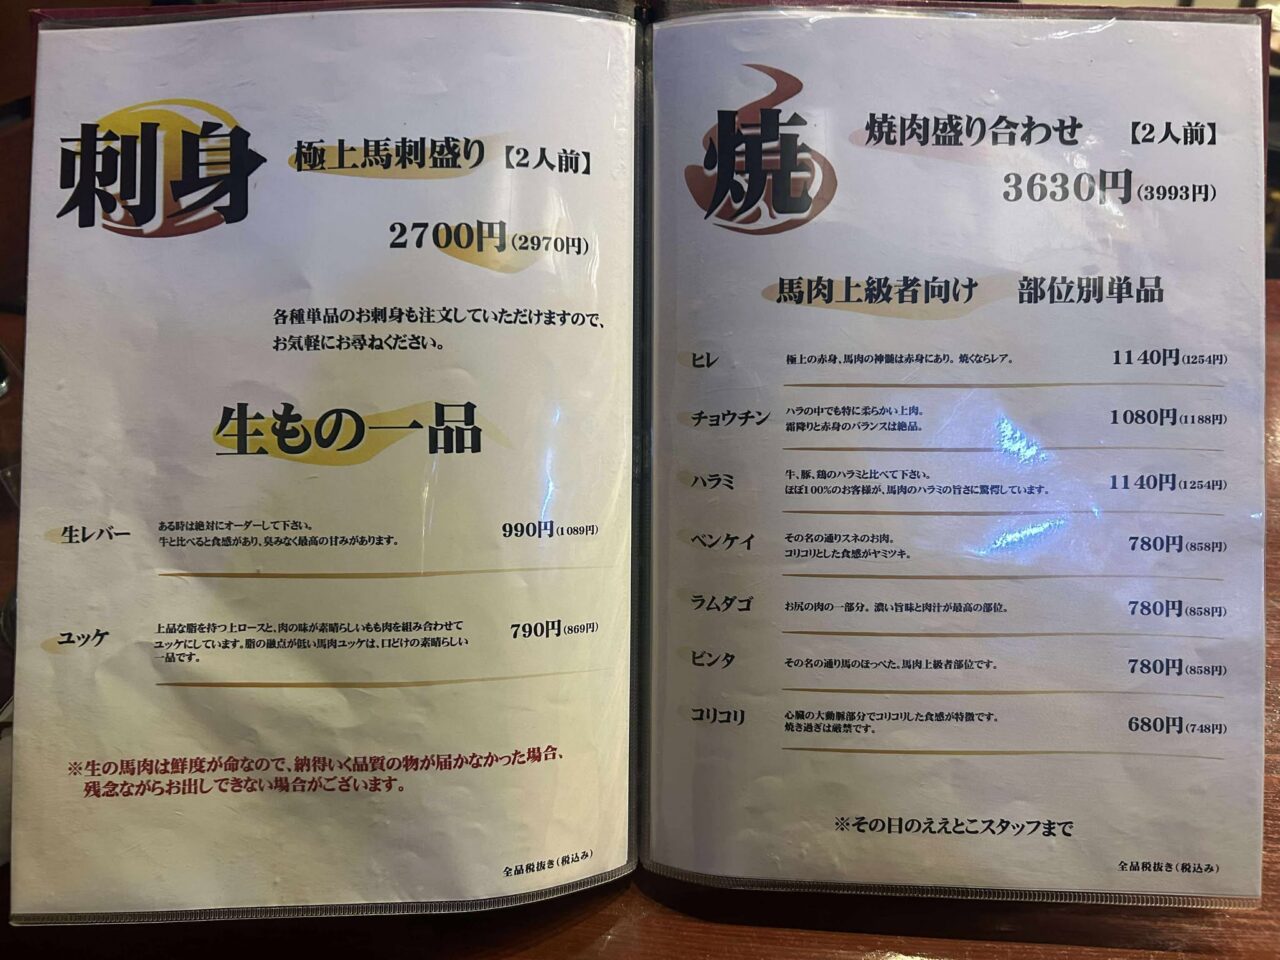 刺身
極上馬刺盛り【2人前】
2700円(2970円)
各種単品のお刺身も注文していただけますので、
お気軽にお尋ねください。
生もの一品
生レバー
ある時は絶対にオーダーして下さい。
牛と比べると食感があり、臭みなく最高の甘みがあります。
990円(1089円)
ユッケ
上品な脂を持つ上ロースと、肉の味が素晴らしいもも肉を組み合わせて
ユッケにしています。脂の融点が低い馬肉ユッケは、口どけの素晴らしい
一品です。
790円(869円)
※生の馬肉は鮮度が命なので、納得いく品質の物が届かなかった場合、
残念ながらお出しできない場合がございます。
全品税抜き(税込み)
焼
焼肉盛り合わせ 【2人前】
3630円(3993円)
馬肉上級者向け 部位別単品
ヒレ
極上の赤身、馬肉の神髄は赤身にあり。焼くならレア。
1140円(1254円)
チョウチン
ハラの中でも特に柔らかい上肉。
霜降りと赤身のバランスは絶品。
1080円(1188円)
ハラミ
牛、豚、鶏のハラミと比べて下さい。
ほぼ100%のお客様が、馬肉のハラミの旨さに驚愕しています。
1140円(1254円)
ベンケイ
その名の通りスネのお肉。
コリコリとした食感がヤミツキ。
780円(858円)
ラムダゴ
お尻の肉の一部分。濃い旨味と肉汁が最高の部位。
780円(858円)
ビンタ
その名の通り馬のほっぺた。馬肉上級者部位です。
780円(858円)
コリコリ
心臓の大動脈部分でコリコリした食感が特徴です。
焼き過ぎは厳禁です。
680円(748円)
※その日のええとこスタッフまで
全品税抜き(税込み)